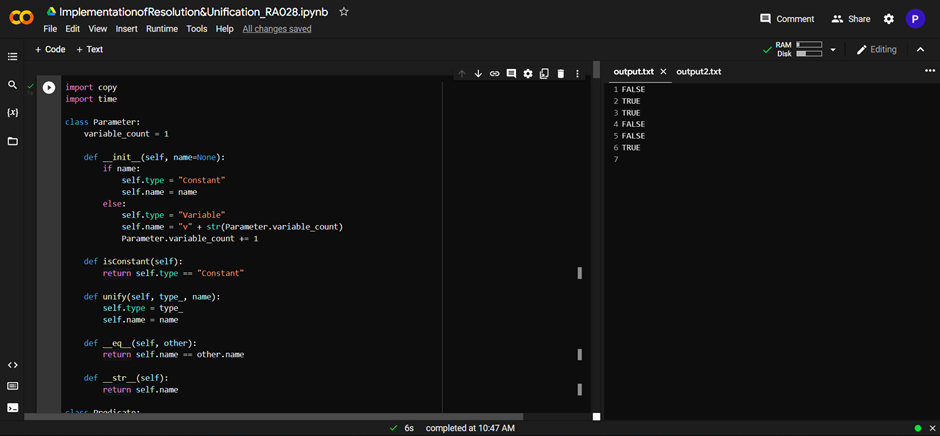 ImplementationofResolution&Unification_RA028.ipynb
Comment
Share
P
File Edit View Insert Runtime Tools Help All changes saved
+ Code + Text
RAM
Disk
Editing
import copy
import time
class Parameter:
    variable_count = 1
    def __init__(self, name=None):
        if name:
            self.type = "Constant"
            self.name = name
        else:
            self.type = "Variable"
            self.name = "v" + str(Parameter.variable_count)
            Parameter.variable_count += 1
    def isConstant(self):
        return self.type == "Constant"
    def unify(self, type_, name):
        self.type = type_
        self.name = name
    def __eq__(self, other):
        return self.name == other.name
    def __str__(self):
        return self.name
class Predicate:
output.txt output2.txt
1 FALSE
2 TRUE
3 TRUE
4 FALSE
5 FALSE
6 TRUE
7
6s completed at 10:47 AM